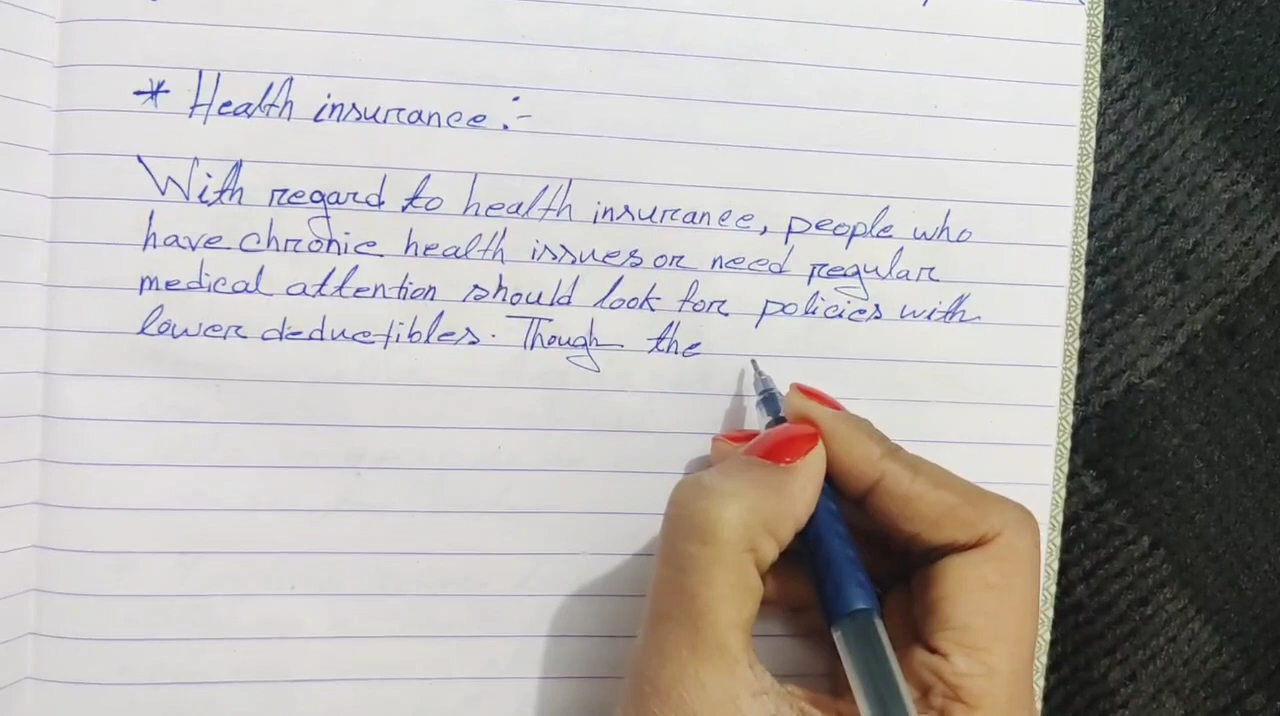 * Health insurance:-
With regard to health insurance, people who
have chronic health issues or need regular
medical attention should look for policies with
lower deductibles. Though the